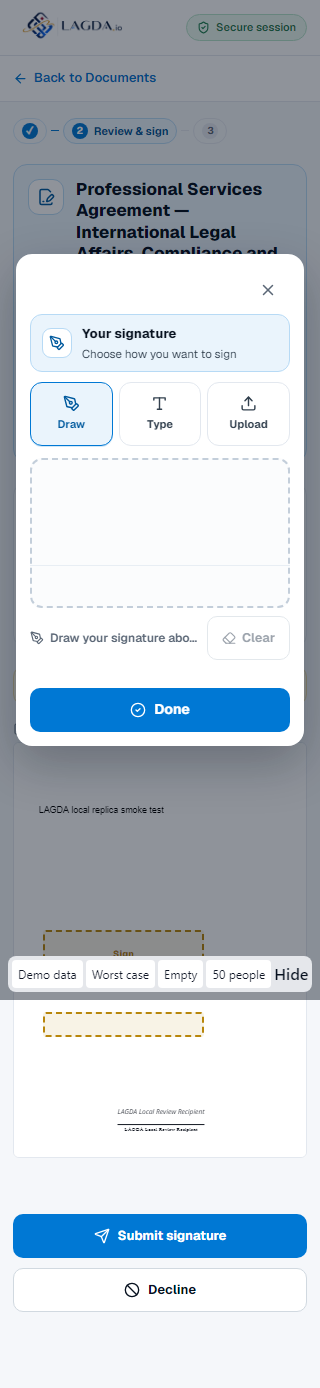 LAGDA.io
Secure session
Back to Documents
2 Review & sign
3
Professional Services
Agreement —
International Legal
Affairs, Compliance and
Your signature
Choose how you want to sign
Draw
Type
Upload
Draw your signature abo...
Clear
Done
LAGDA local replica smoke test
Sign
Demo data
Worst case
Empty
50 people
Hide
LAGDA Local Review Recipient
LAGDA Local Review Recipient
Submit signature
Decline